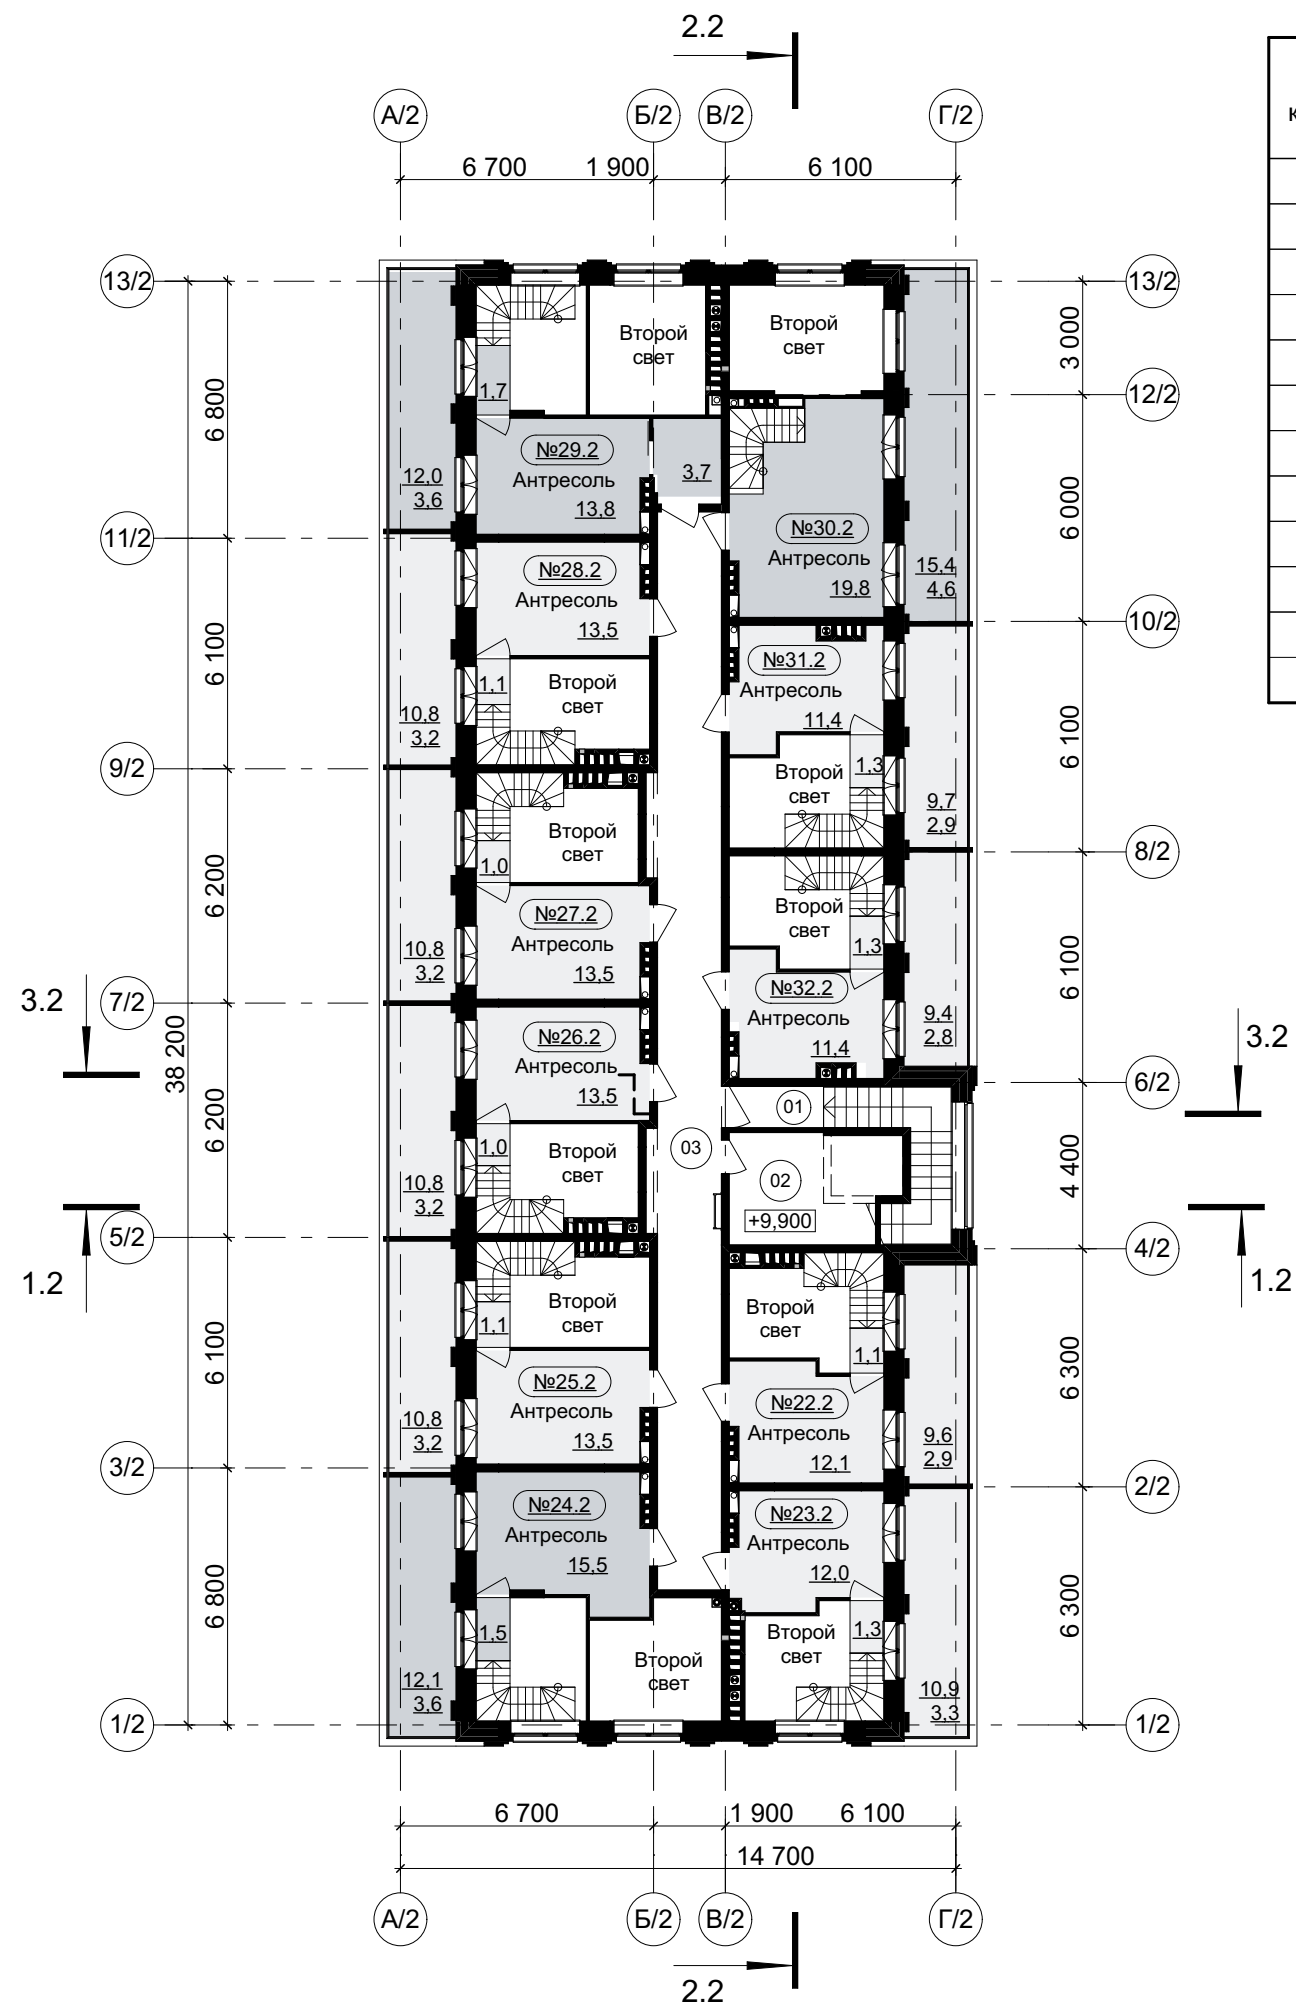 2.2
А/2
Б/2
В/2
Г/2
6 700
1 900
6 100
13/2
13/2
Второй
свет
Второй
свет
3 000
1,7
12/2
6 800
№29.2
Антресоль
13,8
3,7
12,0
3,6
6 000
№30.2
Антресоль
19,8
15,4
4,6
11/2
№28.2
Антресоль
13,5
10/2
6 100
№31.2
Антресоль
11,4
1,1
Второй
свет
10,8
3,2
6 100
Второй
свет
1,3
9,7
2,9
9/2
Второй
свет
1,0
8/2
6 200
№27.2
Антресоль
13,5
10,8
3,2
Второй
свет
1,3
6 100
№32.2
Антресоль
11,4
9,4
2,8
3.2
7/2
38 200
№26.2
Антресоль
13,5
3.2
6/2
01
6 200
1,0
Второй
свет
10,8
3,2
03
02
+9,900
4 400
5/2
4/2
1.2
1.2
Второй
свет
1,1
6 100
№25.2
Антресоль
13,5
10,8
3,2
Второй
свет
1,1
6 300
№22.2
Антресоль
12,1
9,6
2,9
3/2
2/2
№24.2
Антресоль
15,5
№23.2
Антресоль
12,0
6 800
1,5
Второй
свет
12,1
3,6
Второй
свет
1,3
6 300
10,9
3,3
1/2
1/2
6 700
1 900
6 100
14 700
А/2
Б/2
В/2
Г/2
2.2